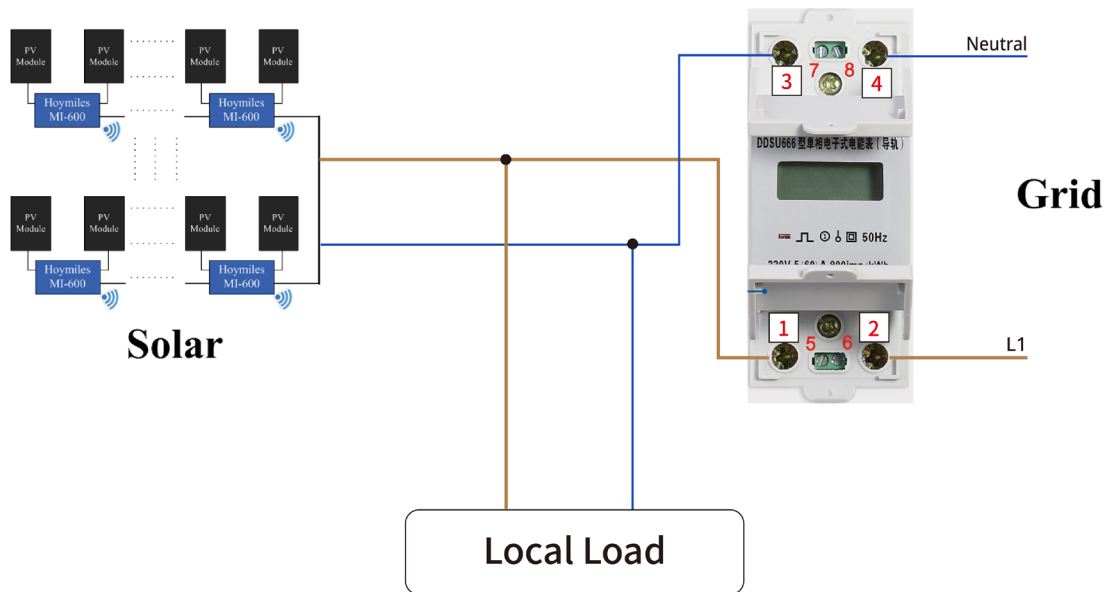 PV
Module
PV
Module
PV
Module
PV
Module
Hoymiles
MI-600
Hoymiles
MI-600
PV
Module
PV
Module
PV
Module
PV
Module
Hoymiles
MI-600
Hoymiles
MI-600
Solar
3
7
8
4
Neutral
DDSU666型单相电子式电能表(导轨)
50Hz
Grid
1
5
6
2
L1
Local Load